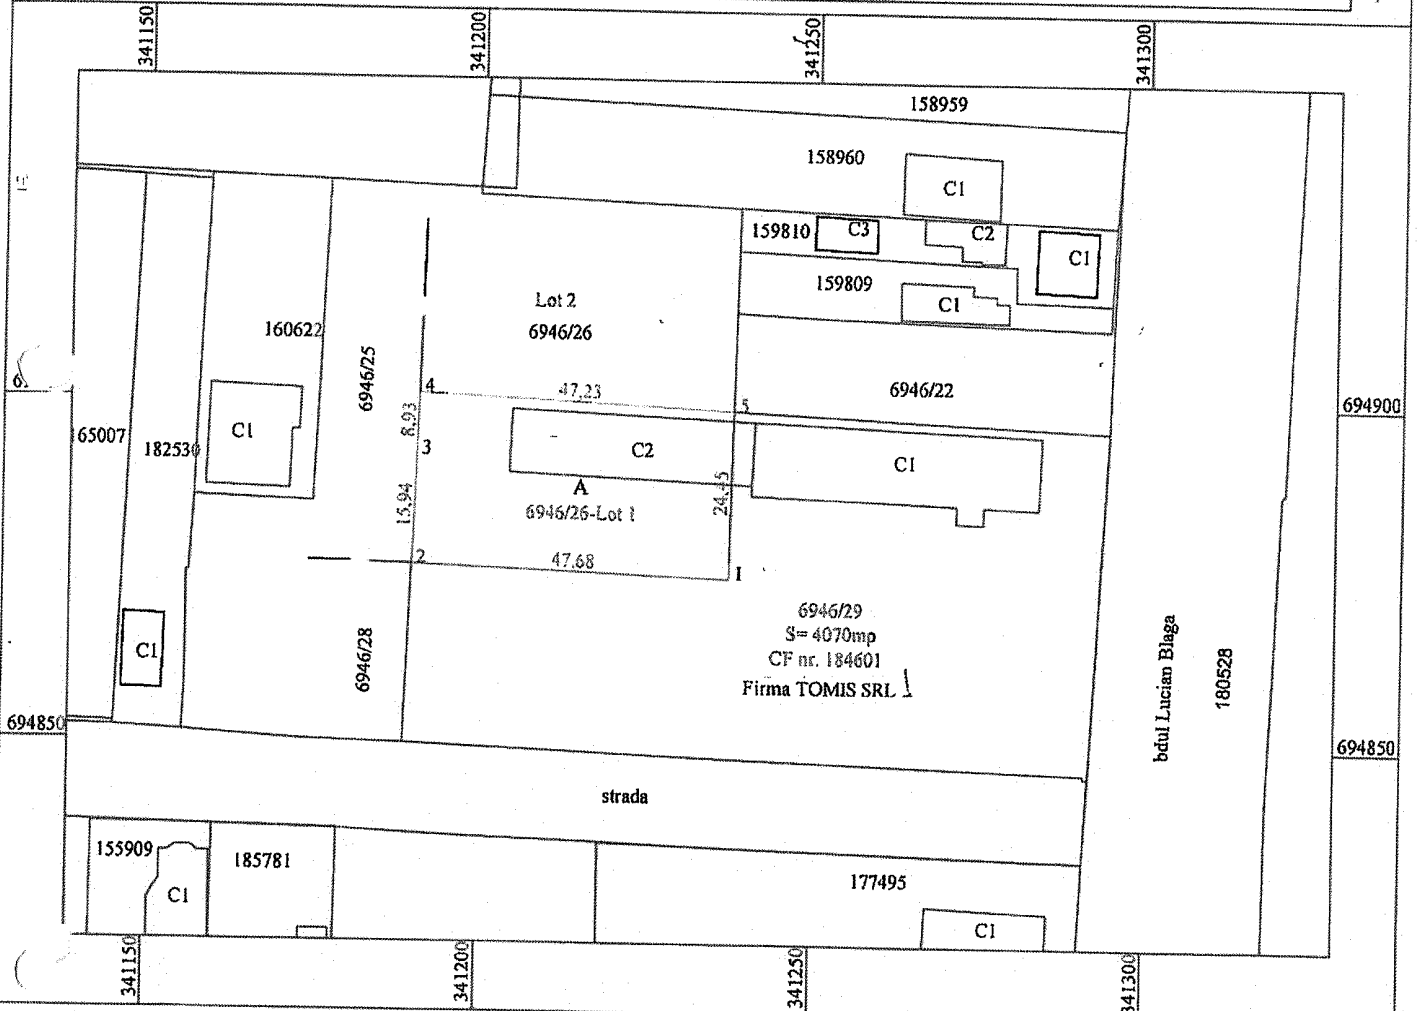 341150
341200
341250
341300
158959
158960
C1
159810
C3
C2
C1
159809
C1
Lot 2
6946/26
160622
6946/25
6946/22
4
47,23
5
694900
8,93
65007
182530
C1
3
C2
C1
A
15,94
24,45
6946/26-Lot 1
2
47,68
1
6946/29
S= 4070mp
CF nr. 184601
Firma TOMIS SRL
C1
6946/28
bdul Lucian Blaga
180528
694850
694850
strada
155909
185781
C1
177495
C1
341150
341200
341250
341300